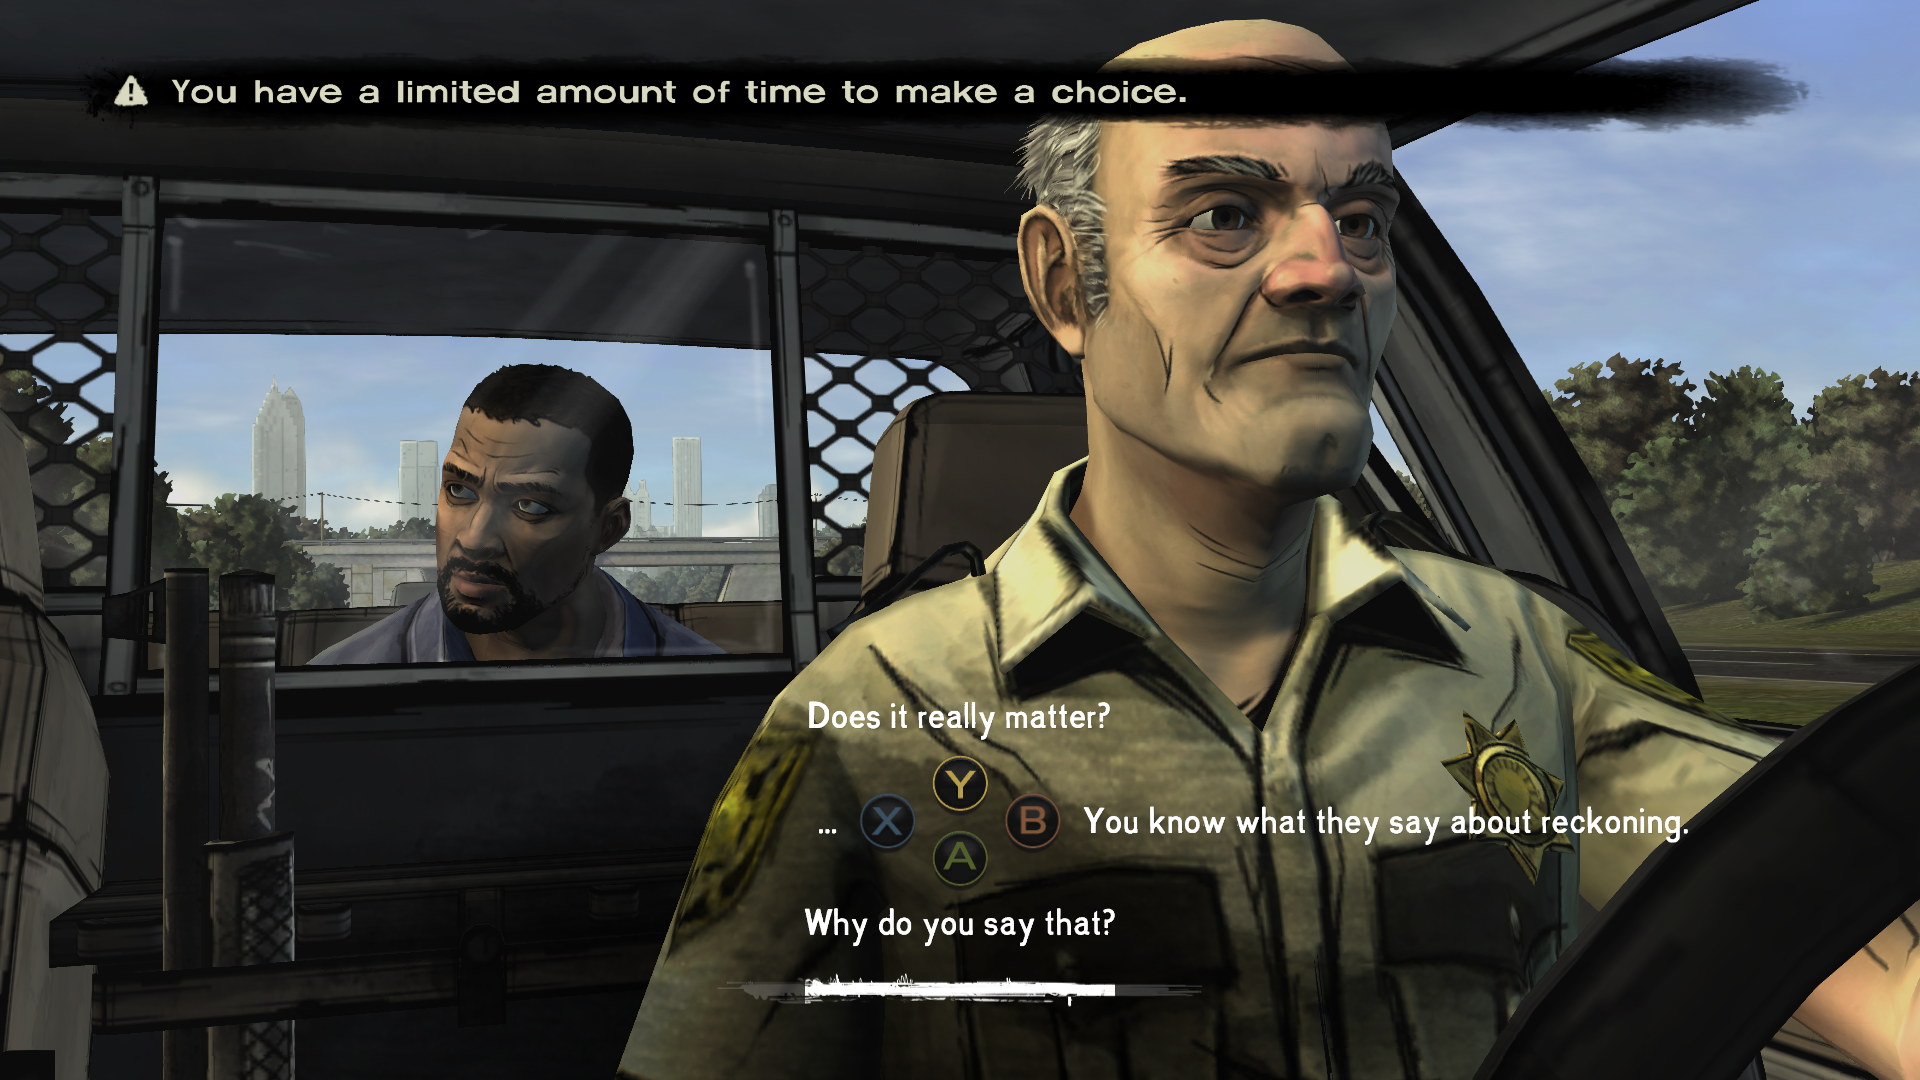 You have a limited amount of time to make a choice.
Does it really matter?
Y
... X B You know what they say about reckoning.
A
Why do you say that?